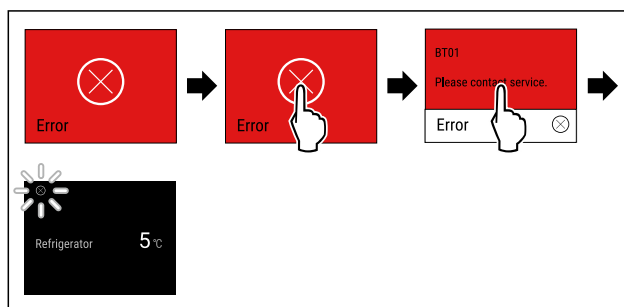 Error
Error
BT01
Please contact service.
Error
Refrigerator 5 °C